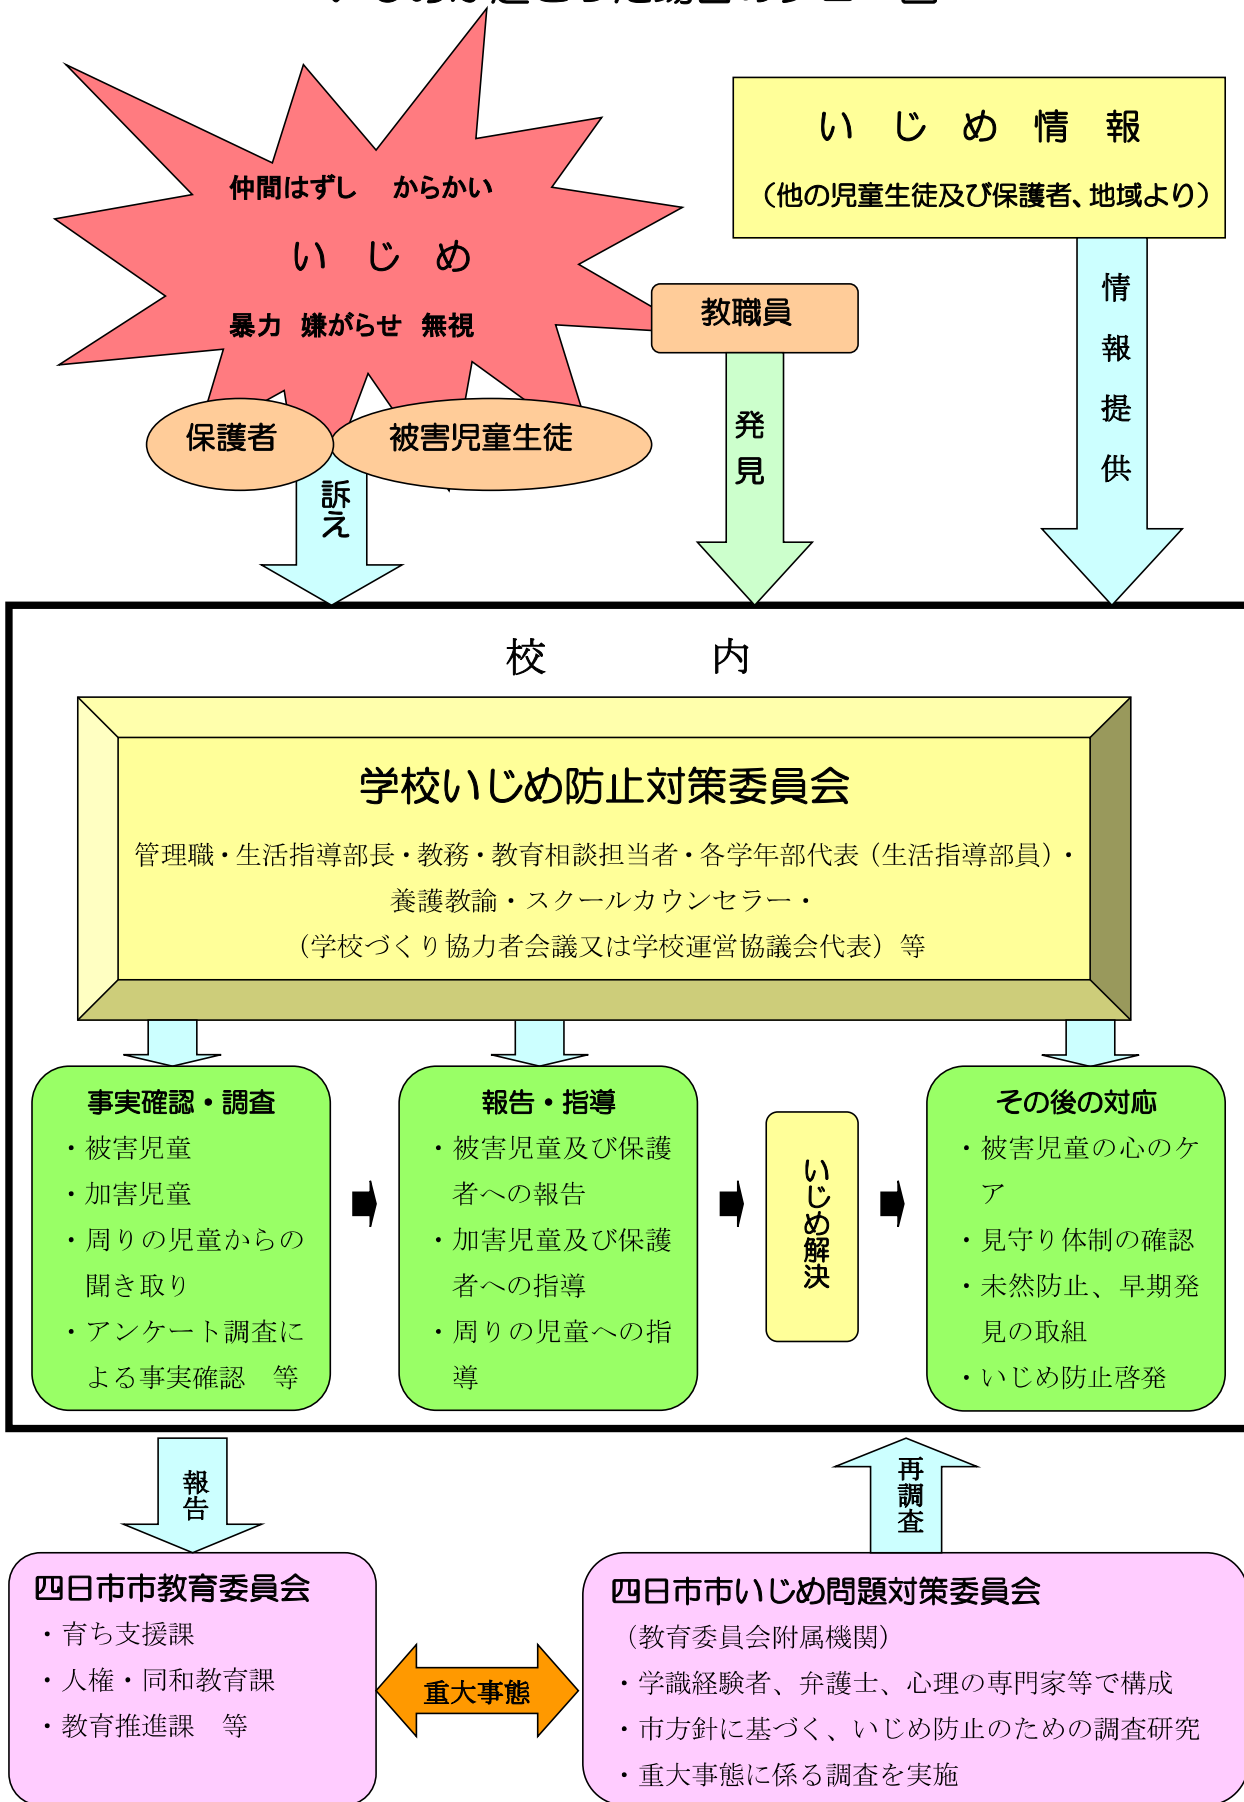 仲間はずし からかい
いじめ
暴力 嫌がらせ 無視
いじめ情報
（他の児童生徒及び保護者、地域より）
教職員
保護者
被害児童生徒
訴え
発見
情報提供
校内
学校いじめ防止対策委員会
管理職・生活指導部長・教務・教育相談担当者・各学年部代表（生活指導部員）・
養護教諭・スクールカウンセラー・
（学校づくり協力者会議又は学校運営協議会代表）等
事実確認・調査
・被害児童
・加害児童
・周りの児童からの
聞き取り
・アンケート調査に
よる事実確認 等
報告・指導
・被害児童及び保護
者への報告
・加害児童及び保護
者への指導
・周りの児童への指
導
いじめ解決
その後の対応
・被害児童の心のケ
ア
・見守り体制の確認
・未然防止、早期発
見の取組
・いじめ防止啓発
報告
再調査
四日市市教育委員会
・育ち支援課
・人権・同和教育課
・教育推進課 等
重大事態
四日市市いじめ問題対策委員会
（教育委員会附属機関）
・学識経験者、弁護士、心理の専門家等で構成
・市方針に基づく、いじめ防止のための調査研究
・重大事態に係る調査を実施